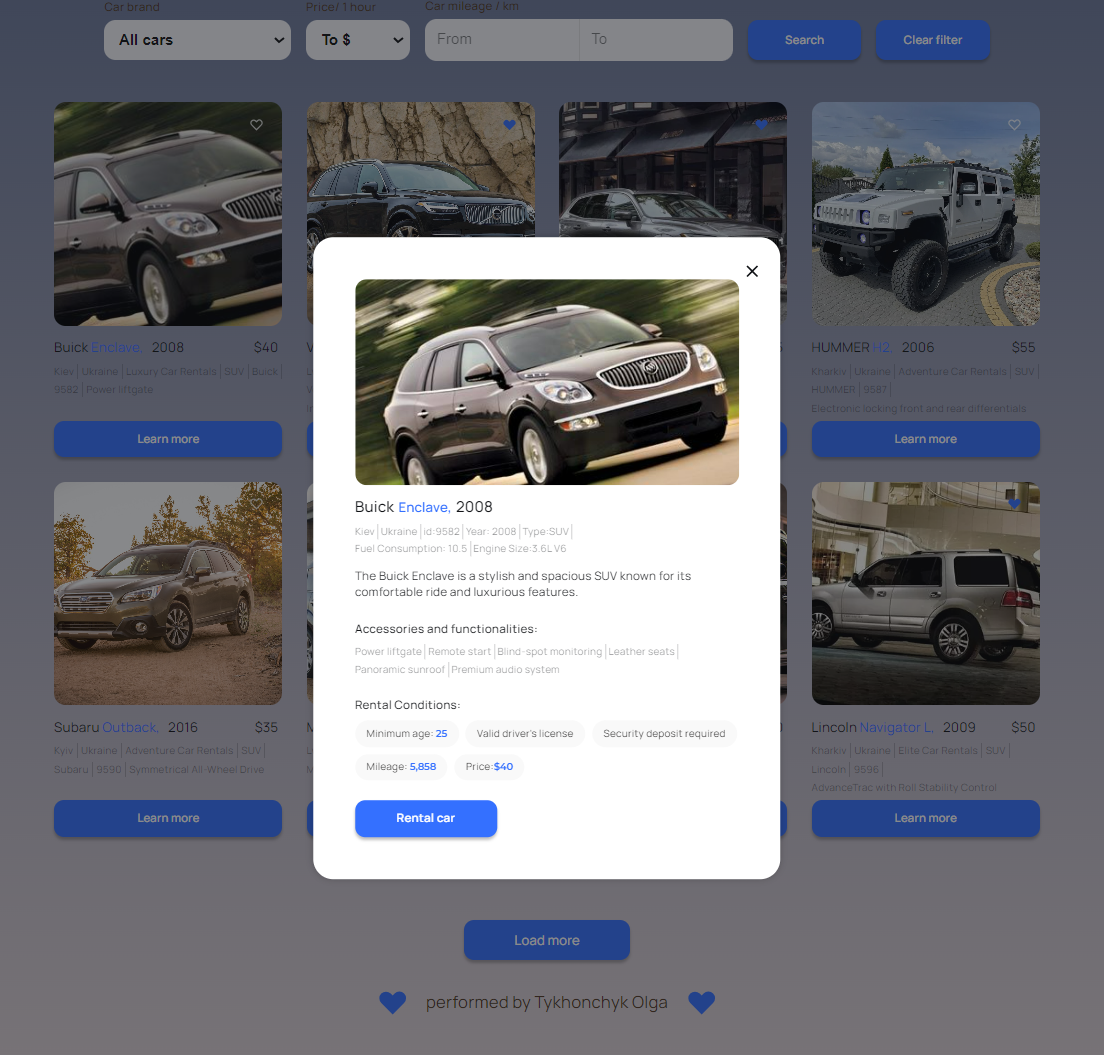 Car brand
Price/ 1 hour
Car mileage / km
All cars
To $
From
To
Search
Clear filter
Buick Enclave, 2008 $40
Kiev | Ukraine | Luxury Car Rentals | SUV | Buick |
9582 | Power liftgate
Learn more
HUMMER H2, 2006 $55
Kharkiv | Ukraine | Adventure Car Rentals | SUV |
HUMMER | 9587 |
Electronic locking front and rear differentials
Learn more
Buick Enclave, 2008
Kiev | Ukraine | id:9582 | Year: 2008 | Type:SUV |
Fuel Consumption: 10.5 | Engine Size:3.6L V6
The Buick Enclave is a stylish and spacious SUV known for its
comfortable ride and luxurious features.
Accessories and functionalities:
Power liftgate | Remote start | Blind-spot monitoring | Leather seats |
Panoramic sunroof | Premium audio system
Rental Conditions:
Minimum age: 25
Valid driver's license
Security deposit required
Mileage: 5,858
Price:$40
Rental car
Subaru Outback, 2016 $35
Kyiv | Ukraine | Adventure Car Rentals | SUV |
Subaru | 9590 | Symmetrical All-Wheel Drive
Learn more
Lincoln Navigator L, 2009 $50
Kharkiv | Ukraine | Elite Car Rentals | SUV |
Lincoln | 9596 |
AdvanceTrac with Roll Stability Control
Learn more
Load more
performed by Tykhonchyk Olga